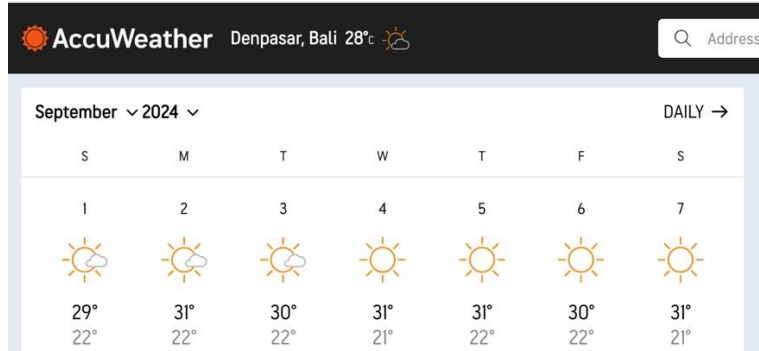 AccuWeather Denpasar, Bali 28°c Address
September 2024 DAILY →
S M T W T F S
1 2 3 4 5 6 7
29° 31° 30° 31° 31° 30° 31°
22° 22° 22° 21° 22° 22° 21°